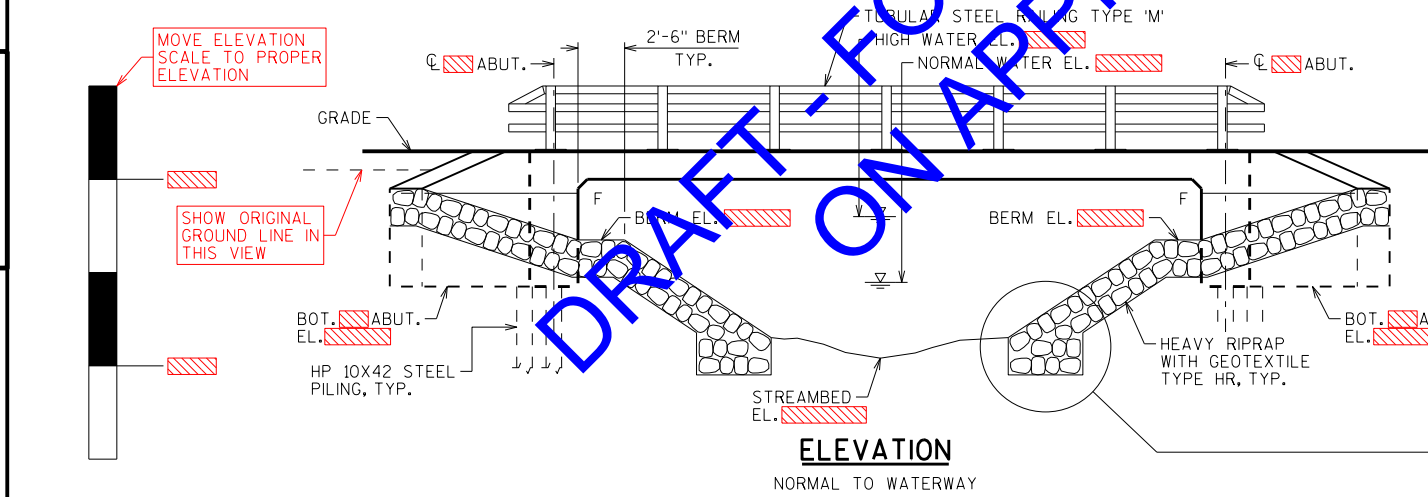 TUBULAR STEEL RAILING TYPE 'M'
HIGH WATER EL.
NORMAL WATER EL.
MOVE ELEVATION
SCALE TO PROPER
ELEVATION
2'-6" BERM
TYP.
℄ ABUT.
℄ ABUT.
GRADE
SHOW ORIGINAL
GROUND LINE IN
THIS VIEW
F
F
BERM EL.
BERM EL.
BOT. ABUT.
EL.
HP 10X42 STEEL
PILING, TYP.
STREAMBED
EL.
HEAVY RIPRAP
WITH GEOTEXTILE
TYPE HR, TYP.
BOT. A
EL.
ELEVATION
NORMAL TO WATERWAY
DRAFT - FO
ON APPR